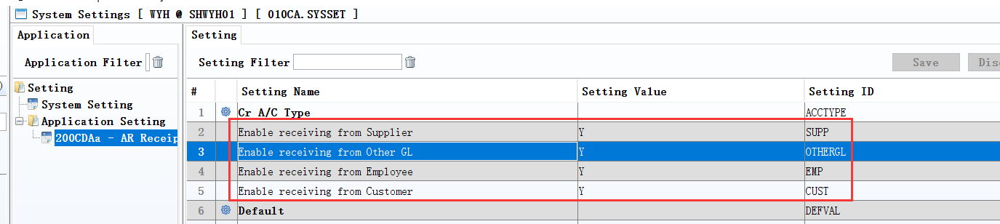 System Settings [ WYH @ SHWYH01 ] [ 010CA.SYSSET ]
Application
Setting
Application Filter
Setting Filter
Save
Setting
System Setting
Application Setting
200CDAa - AR Receip
# Setting Name Setting Value Setting ID
1 Cr A/C Type ACCTYPE
2 Enable receiving from Supplier Y SUPP
3 Enable receiving from Other GL Y OTHERGL
4 Enable receiving from Employee Y EMP
5 Enable receiving from Customer Y CUST
6 Default DEFVAL